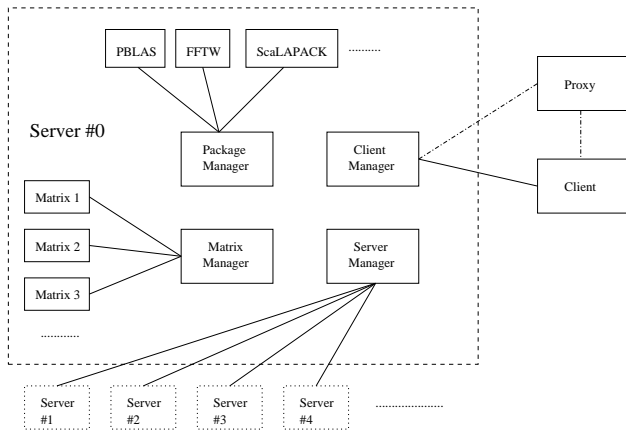 PBLAS FFTW ScaLAPACK ..........
Proxy
Server #0
Package
Manager
Client
Manager
Client
Matrix 1
Matrix 2
Matrix 3
............
Matrix
Manager
Server
Manager
Server
#1
Server
#2
Server
#3
Server
#4
.....................